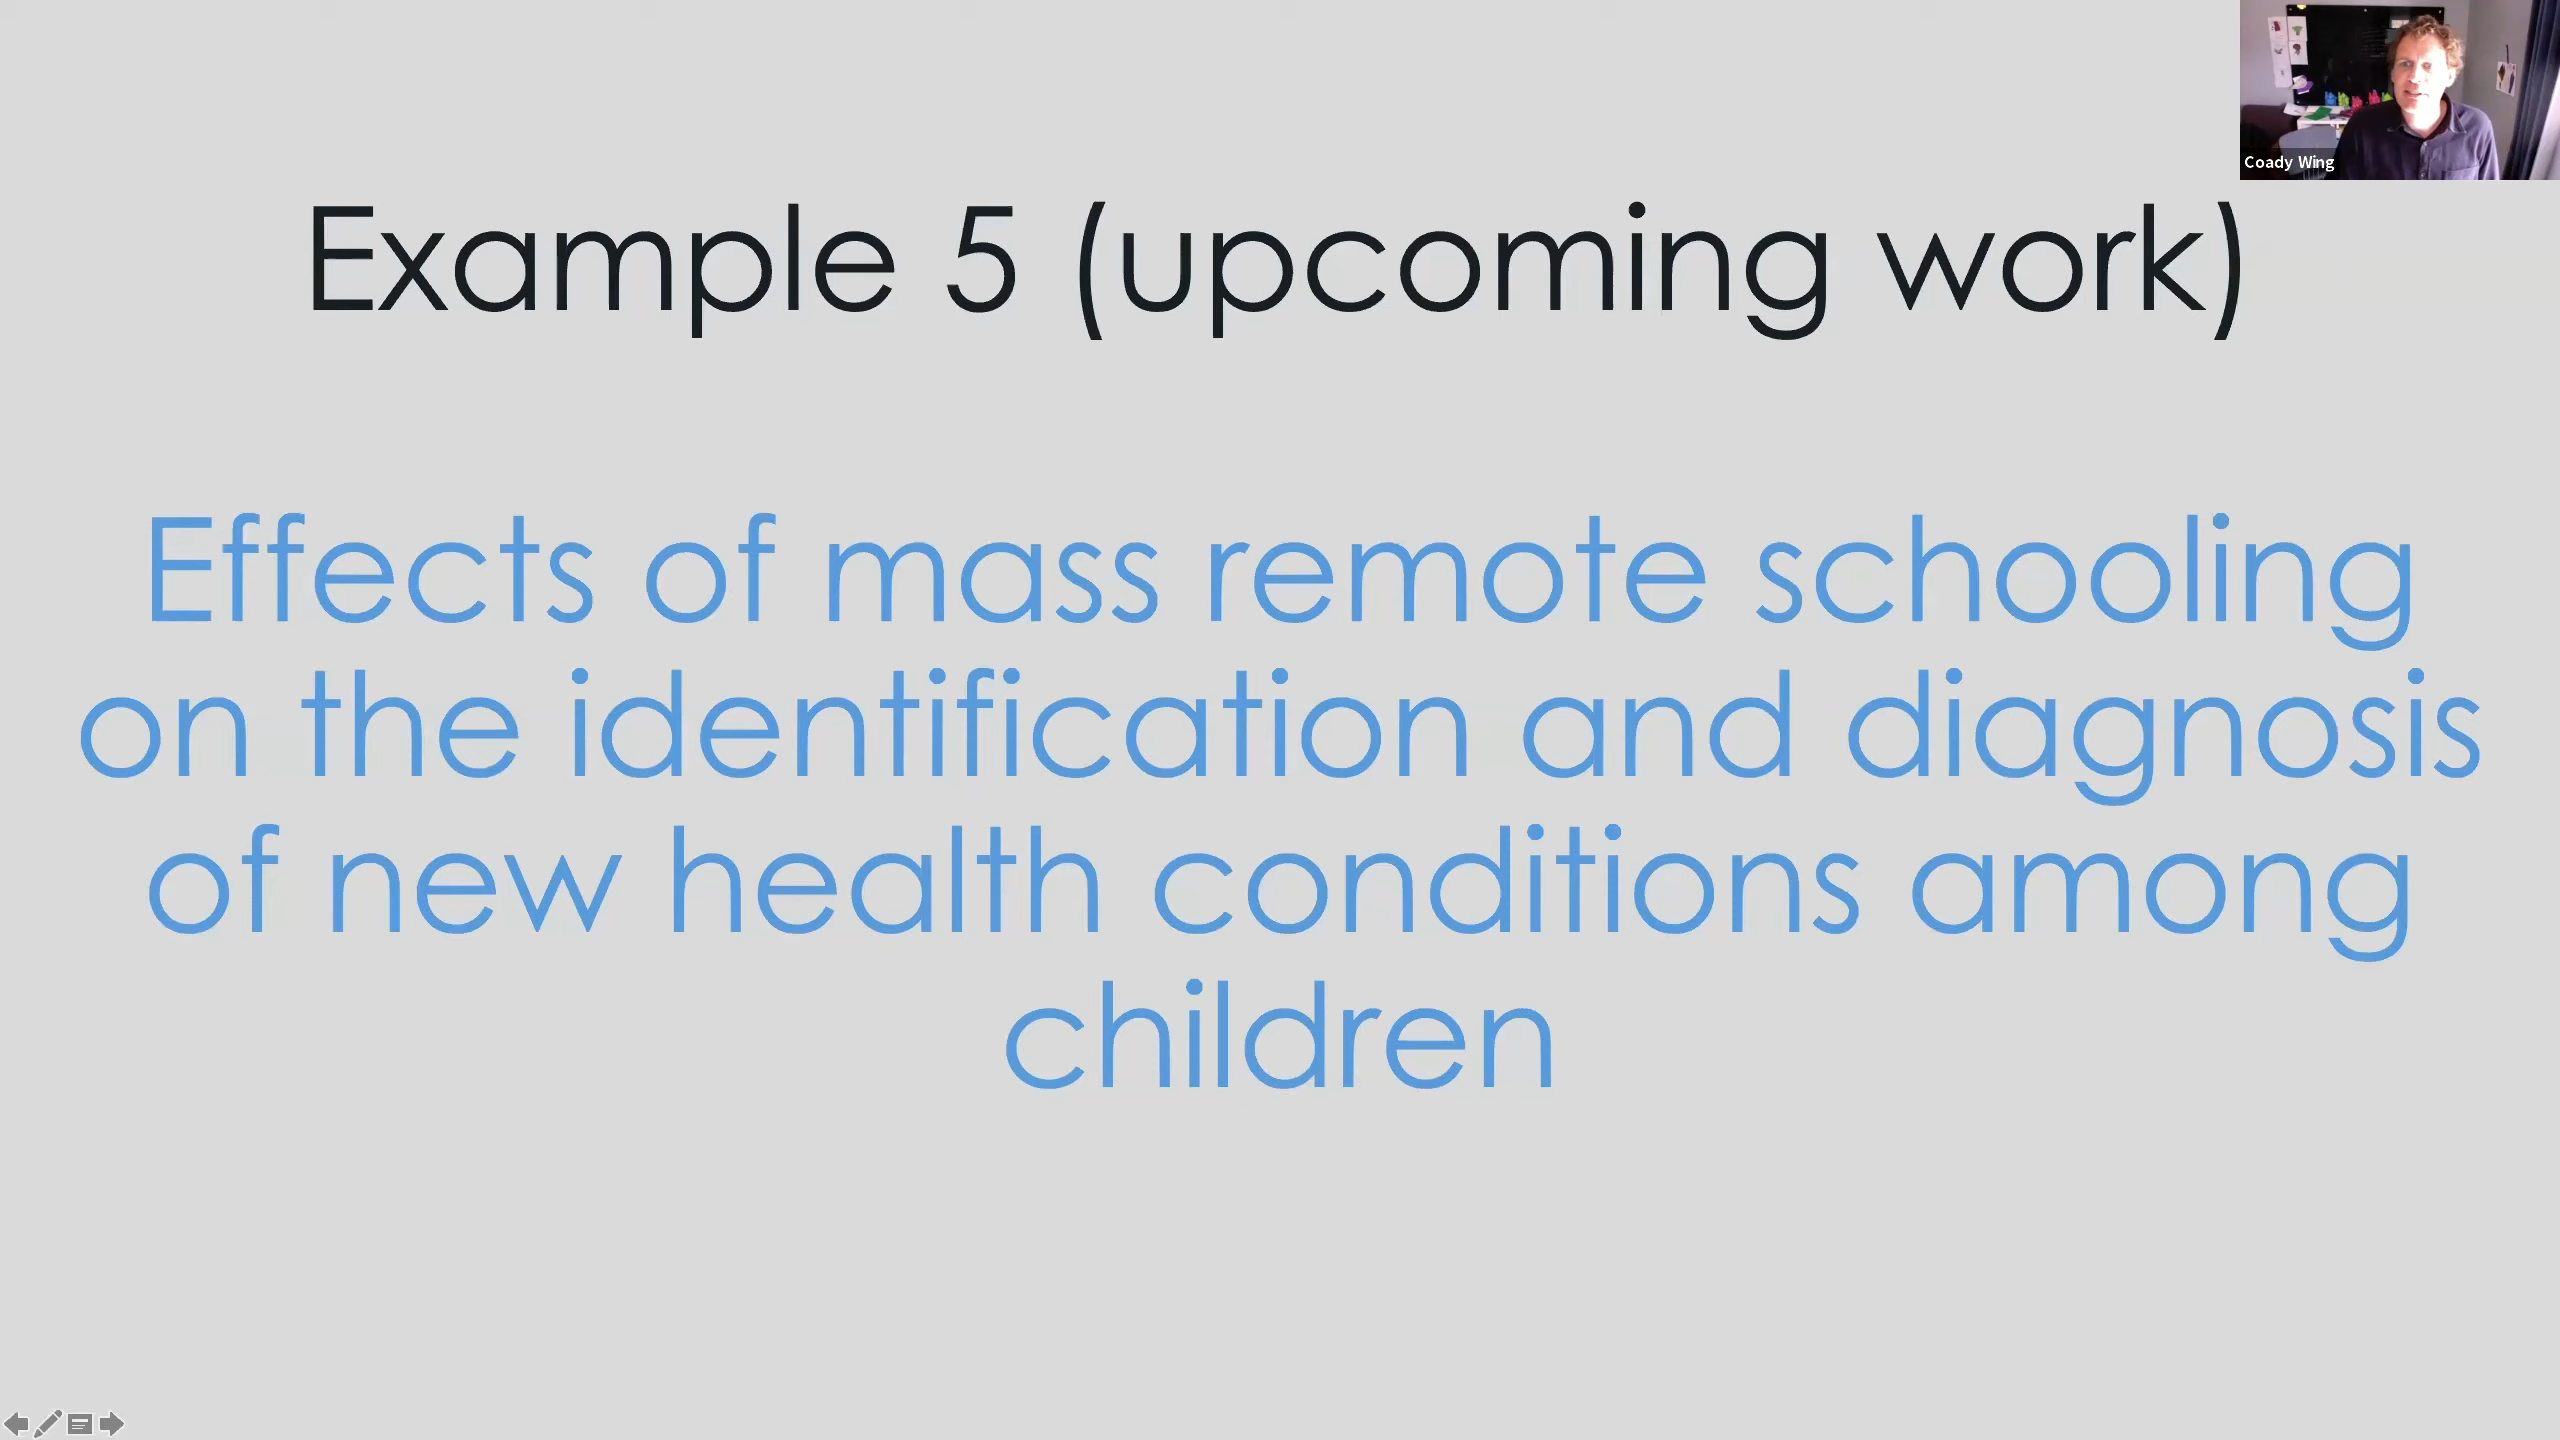 Coady Wing
Example 5 (upcoming work)
Effects of mass remote schooling
on the identification and diagnosis
of new health conditions among
children